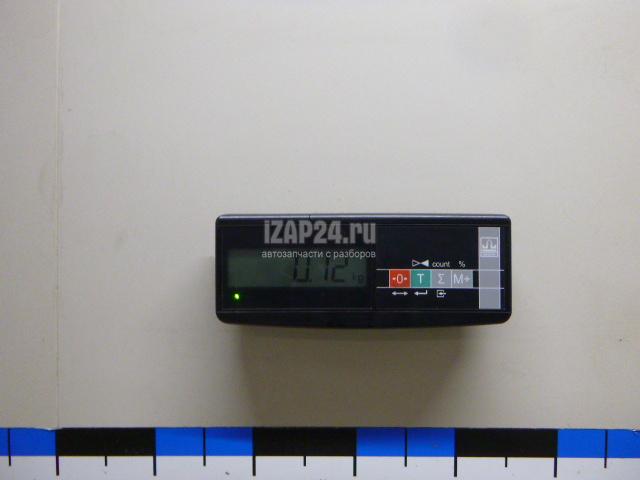 iZAP24.ru
автозапчасти с разборов
0.12 kg
count %
-0- T Σ M+